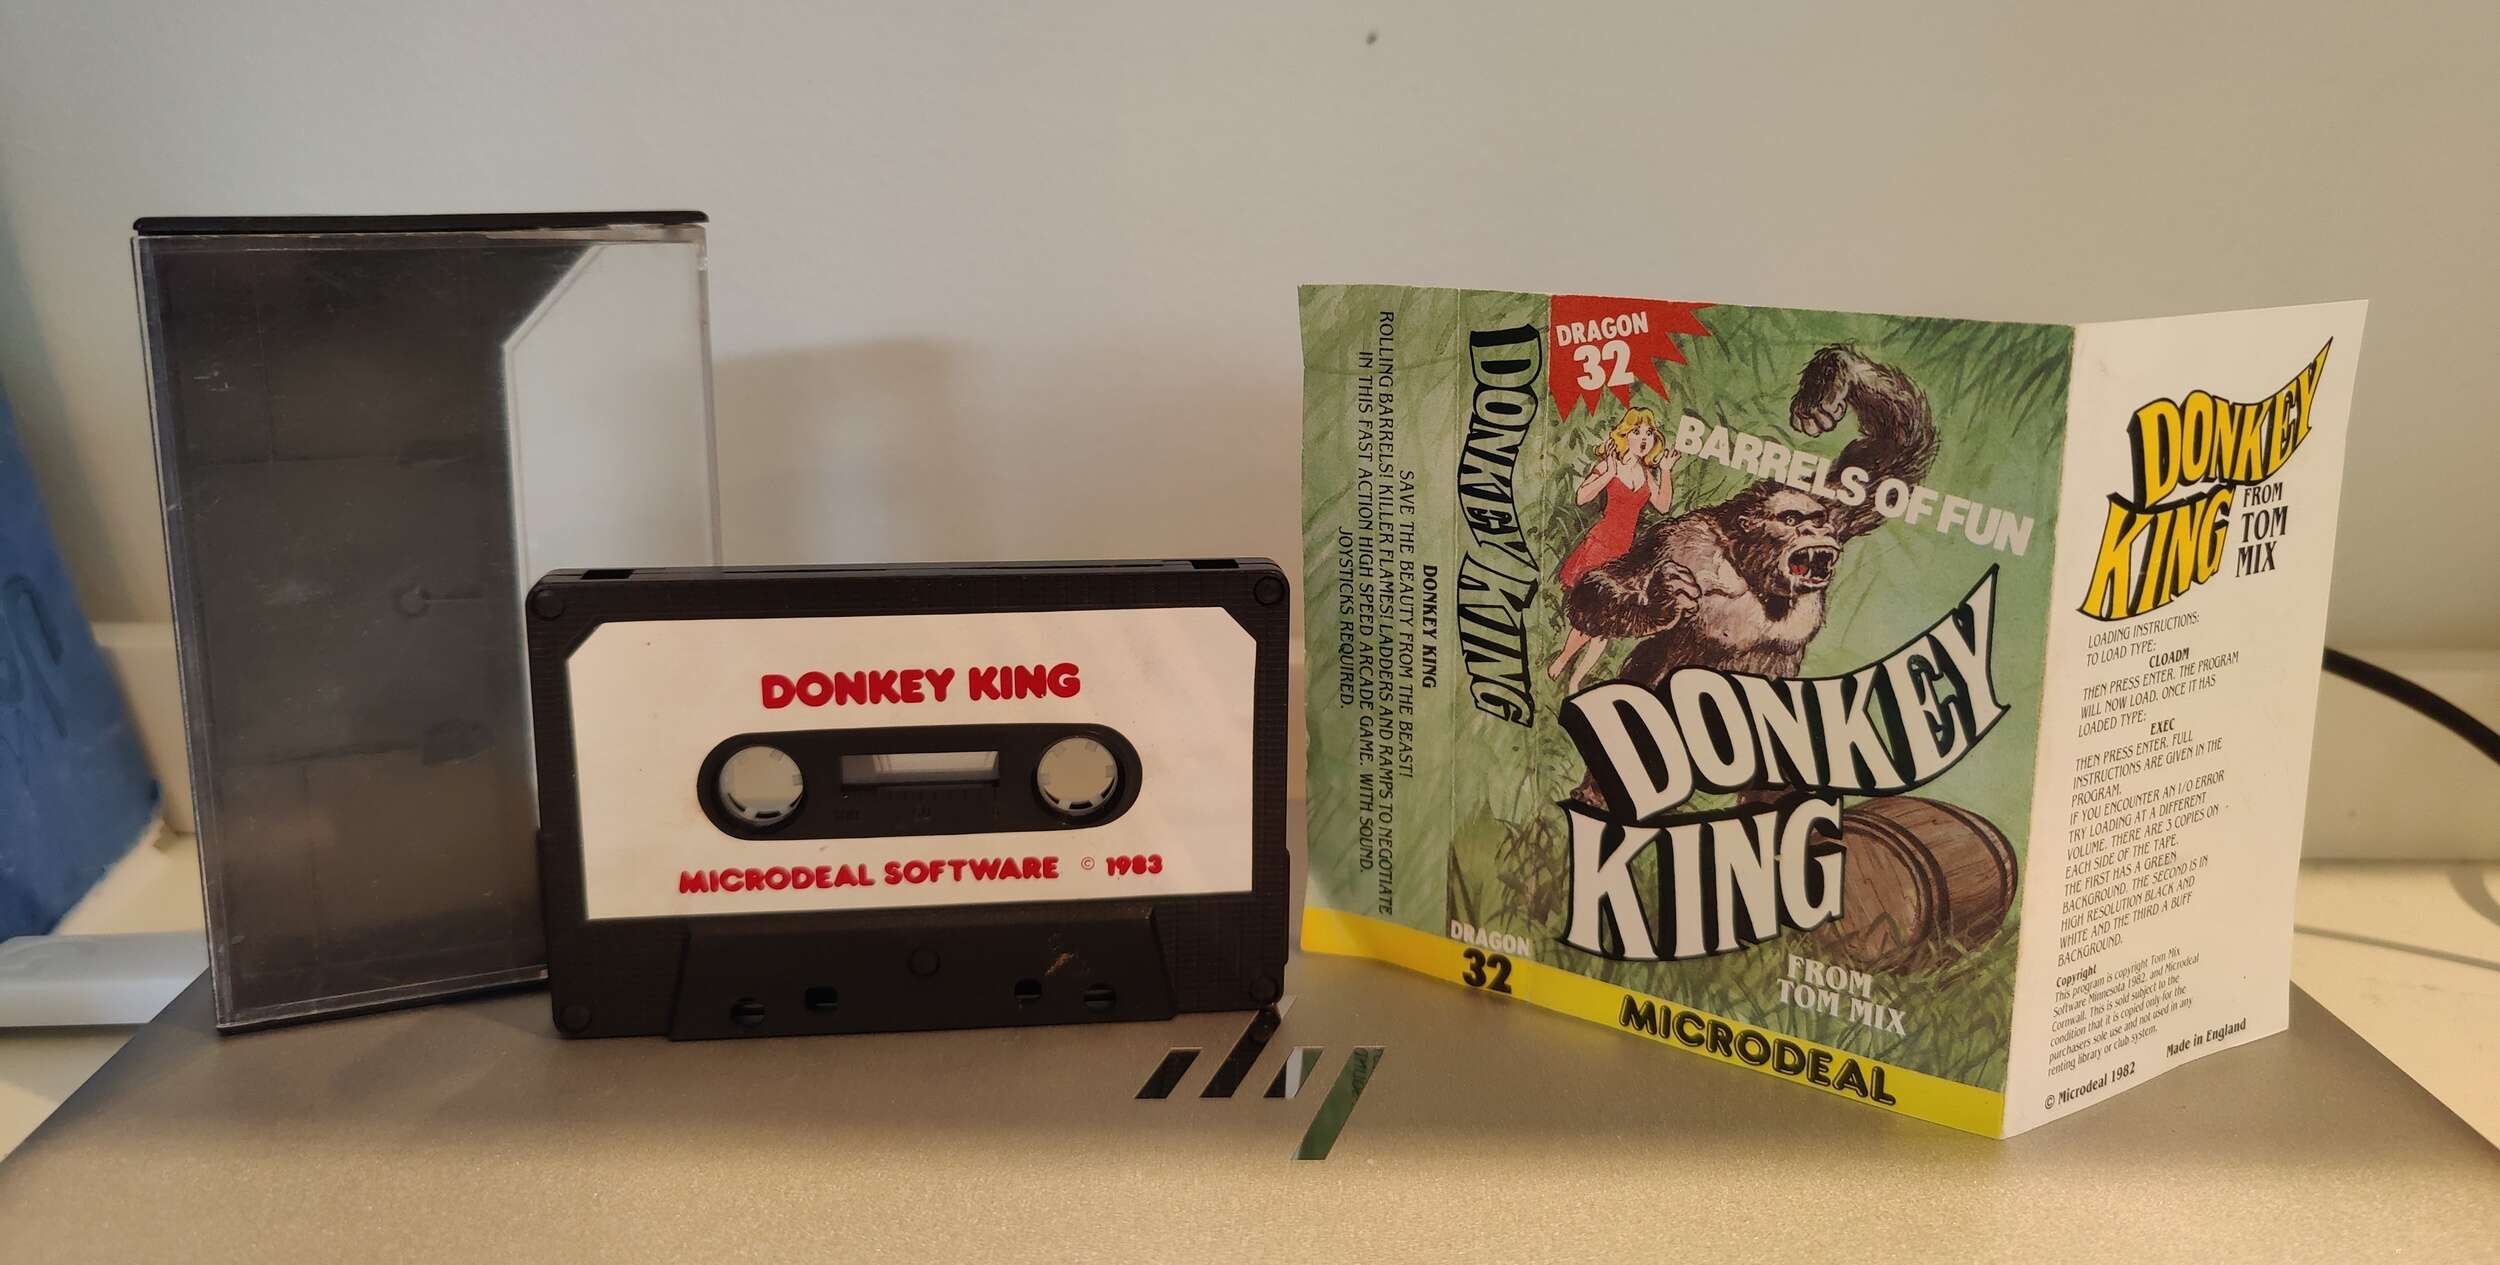 DONKEY KING
MICRODEAL SOFTWARE © 1983
DONKEY KING
SAVE THE BEAUTY FROM THE BEAST!
ROLLING BARRELS! KILLER FLAMES! LADDERS AND RAMPS TO NEGOTIATE
IN THIS FAST ACTION HIGH SPEED ARCADE GAME. WITH SOUND.
JOYSTICKS REQUIRED.
DONKEY KING
DRAGON
32
DRAGON
32
BARRELS OF FUN
DONKEY
KING
FROM
TOM MIX
MICRODEAL
DONKEY
KING
FROM
TOM
MIX
LOADING INSTRUCTIONS:
TO LOAD TYPE:
CLOADM
THEN PRESS ENTER. THE PROGRAM
WILL NOW LOAD. ONCE IT HAS
LOADED TYPE:
EXEC
THEN PRESS ENTER. FULL
INSTRUCTIONS ARE GIVEN IN THE
PROGRAM.
IF YOU ENCOUNTER AN I/O ERROR
TRY LOADING AT A DIFFERENT
VOLUME. THERE ARE 3 COPIES ON
EACH SIDE OF THE TAPE.
THE FIRST HAS A GREEN
BACKGROUND. THE SECOND IS IN
HIGH RESOLUTION BLACK AND
WHITE AND THE THIRD A BUFF
BACKGROUND.
Copyright
This program is copyright Tom Mix
Software Minnesota 1982. and Microdeal
Cornwall. This is sold subject to the
condition that it is copied only for the
purchasers sole use and not used in any
renting library or club system.
Made in England
© Microdeal 1982
hp